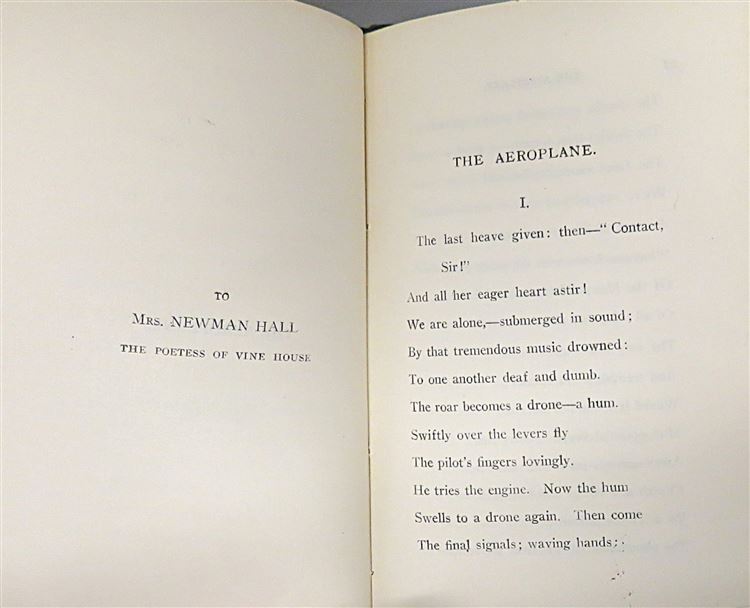 TO
MRS. NEWMAN HALL
THE POETESS OF VINE HOUSE
THE AEROPLANE.
I.
The last heave given: then—" Contact,
Sir!"
And all her eager heart astir!
We are alone,—submerged in sound;
By that tremendous music drowned:
To one another deaf and dumb.
The roar becomes a drone—a hum.
Swiftly over the levers fly
The pilot's fingers lovingly.
He tries the engine. Now the hum
Swells to a drone again. Then come
The final signals; waving hands: